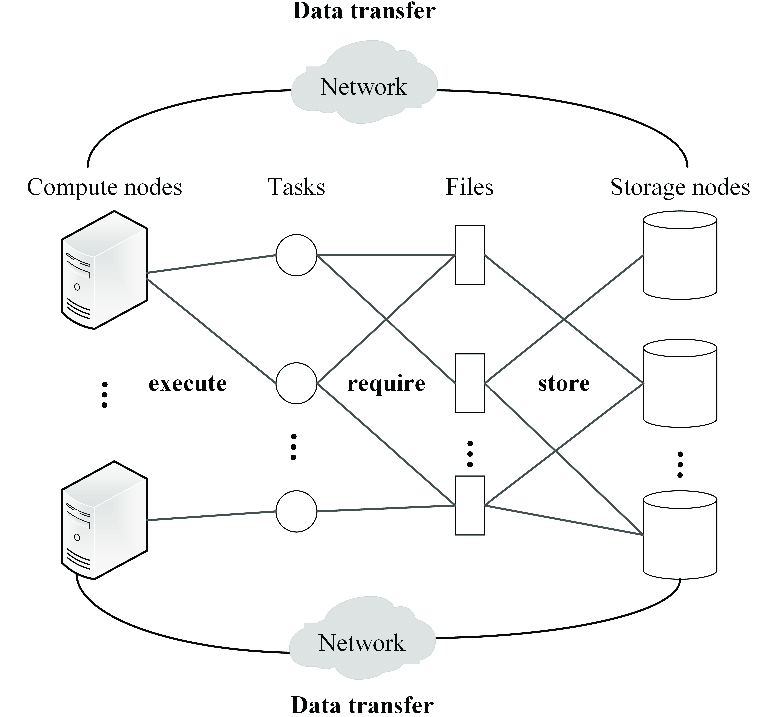 Data transfer
Network
Compute nodes
Tasks
Files
Storage nodes
execute
require
store
Network
Data transfer